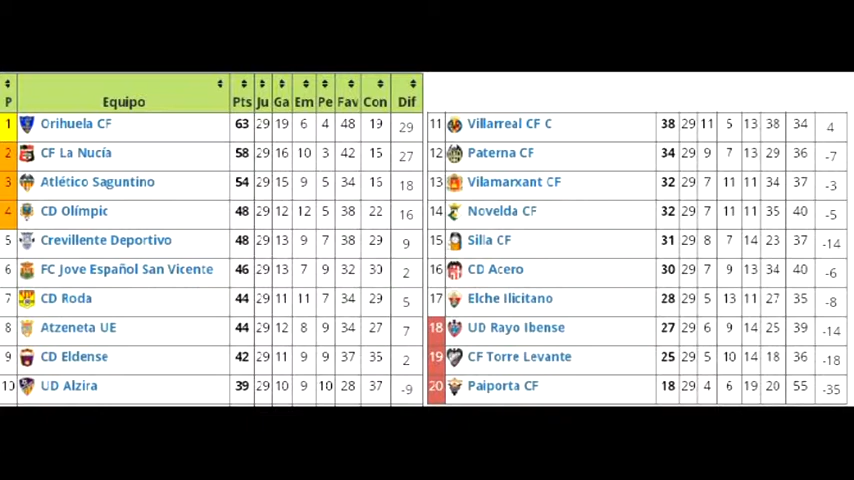 P Equipo Pts Ju Ga Em Pe Fav Con Dif
1 Orihuela CF 63 29 19 6 4 48 19 29
2 CF La Nucía 58 29 16 10 3 42 15 27
3 Atlético Saguntino 54 29 15 9 5 34 16 18
4 CD Olímpic 48 29 12 12 5 38 22 16
5 Crevillente Deportivo 48 29 13 9 7 38 29 9
6 FC Jove Español San Vicente 46 29 13 7 9 32 30 2
7 CD Roda 44 29 11 11 7 34 29 5
8 Atzeneta UE 44 29 12 8 9 34 27 7
9 CD Eldense 42 29 11 9 9 37 35 2
10 UD Alzira 39 29 10 9 10 28 37 -9
11 Villarreal CF C 38 29 11 5 13 38 34 4
12 Paterna CF 34 29 9 7 13 29 36 -7
13 Vilamarxant CF 32 29 7 11 11 34 37 -3
14 Novelda CF 32 29 7 11 11 35 40 -5
15 Silla CF 31 29 8 7 14 23 37 -14
16 CD Acero 30 29 7 9 13 34 40 -6
17 Elche Ilicitano 28 29 5 13 11 27 35 -8
18 UD Rayo Ibense 27 29 6 9 14 25 39 -14
19 CF Torre Levante 25 29 5 10 14 18 36 -18
20 Paiporta CF 18 29 4 6 19 20 55 -35